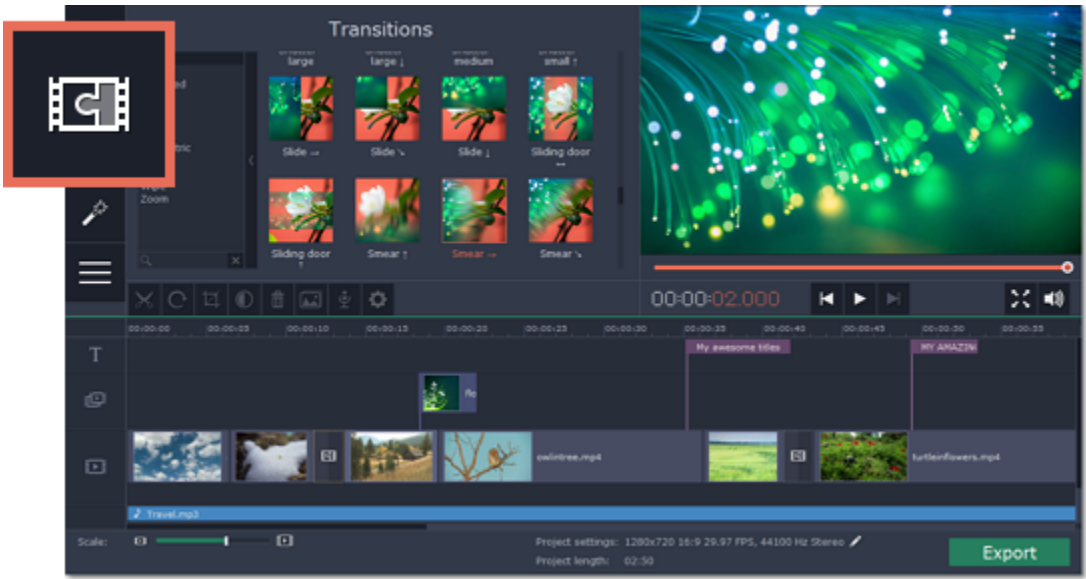 Transitions
large
large ↓
medium
small ↑
Slide →
Slide ↘
Slide ↓
Sliding door
↔
Zoom
Sliding door
↑
Smear ↑
Smear →
Smear ↘
00:00:02.000
00:00:00 00:00:05 00:00:10 00:00:15 00:00:20 00:00:25 00:00:30 00:00:35 00:00:40 00:00:45 00:00:50 00:00:55
T
My awesome titles
MY AMAZIN
flo
owlintree.mp4
turtleinflowers.mp4
Travel.mp3
Scale:
Project settings: 1280x720 16:9 29.97 FPS, 44100 Hz Stereo
Project length: 02:50
Export